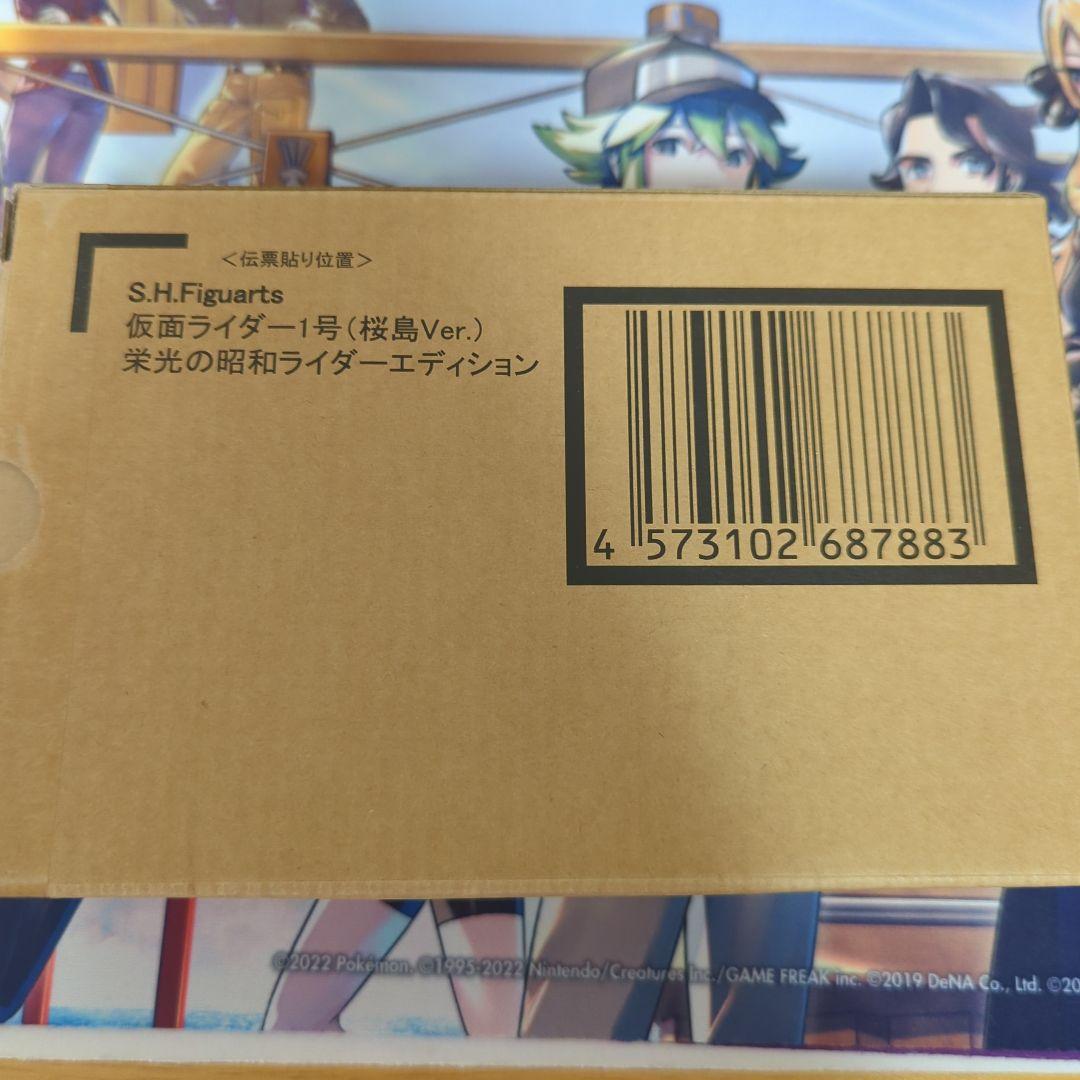 ＜伝票貼り位置＞
S.H.Figuarts
仮面ライダー1号（桜島Ver.）
栄光の昭和ライダーエディション
4 573102 687883
©2022 Pokémon. ©1995-2022 Nintendo/Creatures Inc./GAME FREAK inc. ©2019 DeNA Co., Ltd. ©20